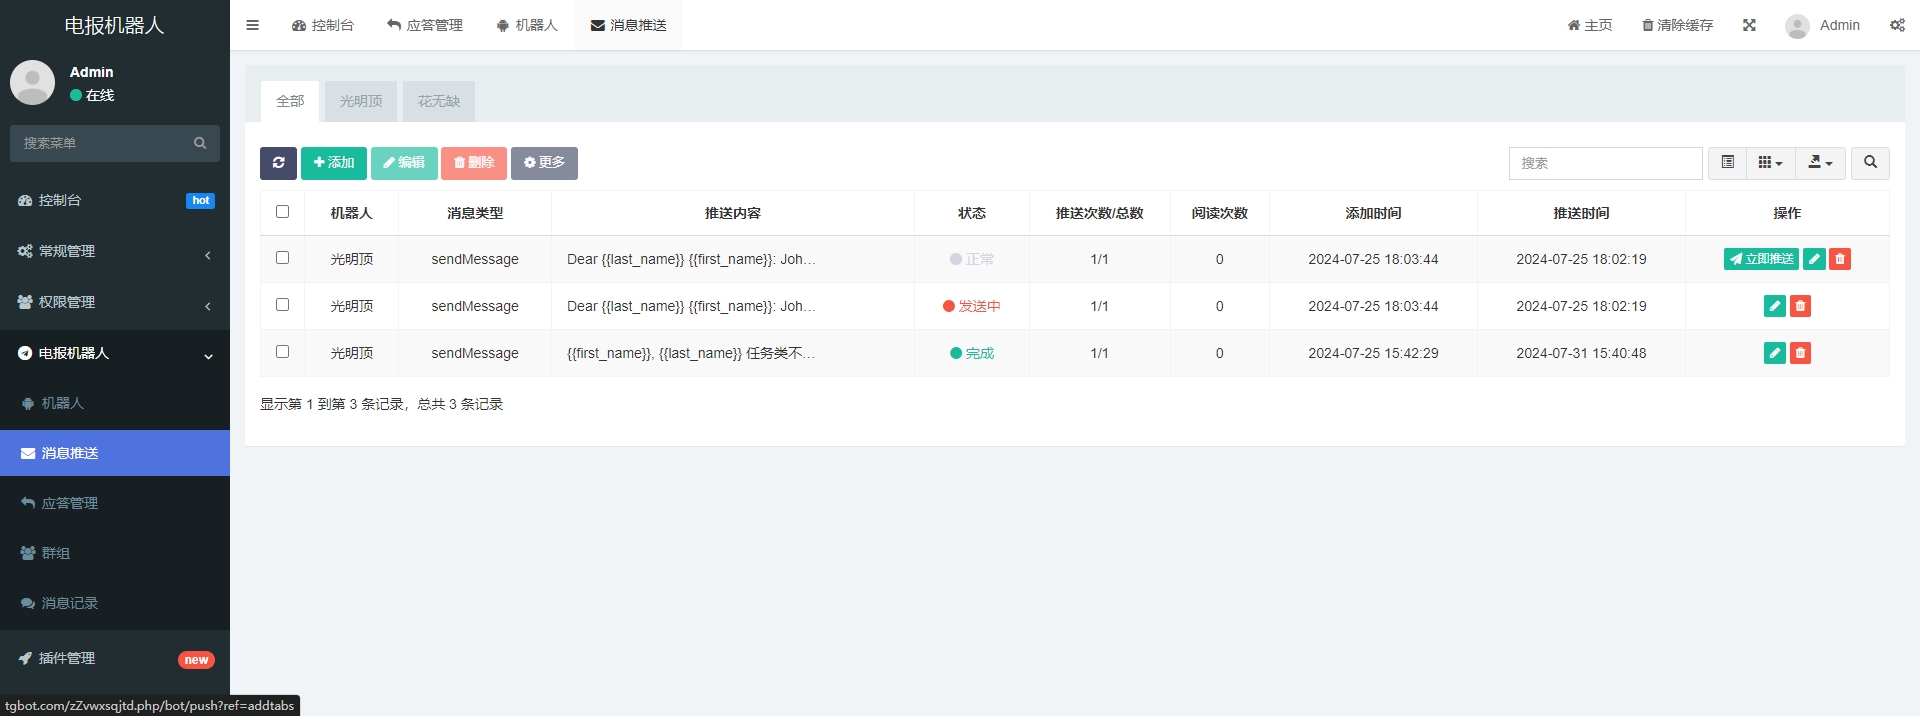 电报机器人
控制台
应答管理
机器人
消息推送
主页
清除缓存
Admin
Admin
在线
搜索菜单
控制台
hot
常规管理
权限管理
电报机器人
机器人
消息推送
应答管理
群组
消息记录
插件管理
new
全部
光明顶
花无缺
添加
编辑
删除
更多
搜索
机器人 消息类型 推送内容 状态 推送次数/总数 阅读次数 添加时间 推送时间 操作
光明顶 sendMessage Dear {{last_name}} {{first_name}}: Joh... 正常 1/1 0 2024-07-25 18:03:44 2024-07-25 18:02:19 立即推送
光明顶 sendMessage Dear {{last_name}} {{first_name}}: Joh... 发送中 1/1 0 2024-07-25 18:03:44 2024-07-25 18:02:19
光明顶 sendMessage {{first_name}}, {{last_name}} 任务类不... 完成 1/1 0 2024-07-25 15:42:29 2024-07-31 15:40:48
显示第 1 到第 3 条记录，总共 3 条记录
tgbot.com/zZvwxsqjtd.php/bot/push?ref=addtabs